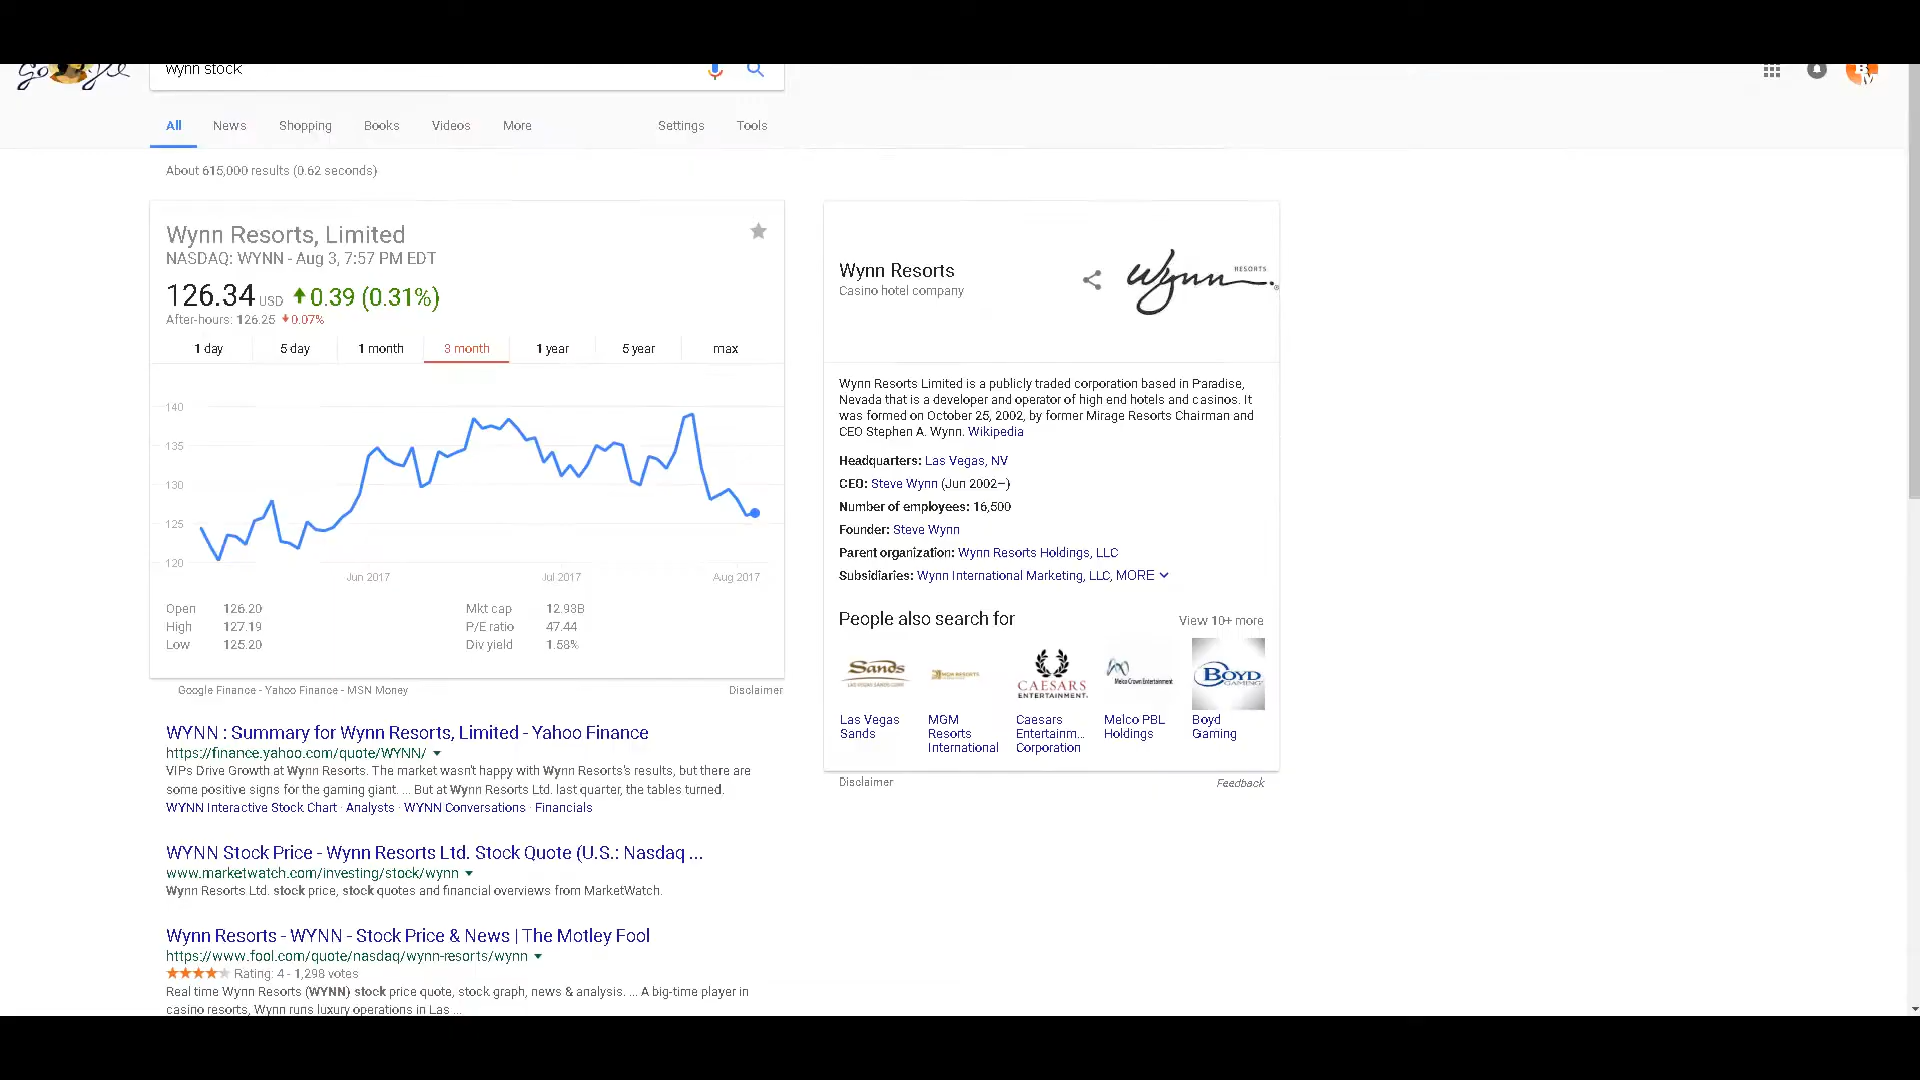 Google
wynn stock
All News Shopping Books Videos More Settings Tools
About 615,000 results (0.62 seconds)
Wynn Resorts, Limited
NASDAQ: WYNN - Aug 3, 7:57 PM EDT
126.34 USD 0.39 (0.31%)
After-hours: 126.25 0.07%
1 day 5 day 1 month 3 month 1 year 5 year max
140
135
130
125
120
Jun 2017 Jul 2017 Aug 2017
Open 126.20 Mkt cap 12.93B
High 127.19 P/E ratio 47.44
Low 125.20 Div yield 1.58%
Google Finance - Yahoo Finance - MSN Money Disclaimer
WYNN : Summary for Wynn Resorts, Limited - Yahoo Finance
https://finance.yahoo.com/quote/WYNN/
VIPs Drive Growth at Wynn Resorts. The market wasn't happy with Wynn Resorts's results, but there are
some positive signs for the gaming giant. ... But at Wynn Resorts Ltd. last quarter, the tables turned.
WYNN Interactive Stock Chart · Analysts · WYNN Conversations · Financials
WYNN Stock Price - Wynn Resorts Ltd. Stock Quote (U.S.: Nasdaq ...
www.marketwatch.com/investing/stock/wynn
Wynn Resorts Ltd. stock price, stock quotes and financial overviews from MarketWatch.
Wynn Resorts - WYNN - Stock Price & News | The Motley Fool
https://www.fool.com/quote/nasdaq/wynn-resorts/wynn
Rating: 4 - 1,298 votes
Real time Wynn Resorts (WYNN) stock price quote, stock graph, news & analysis. ... A big-time player in
casino resorts, Wynn runs luxury operations in Las ...
Wynn Resorts
Casino hotel company
Wynn RESORTS ®
Wynn Resorts Limited is a publicly traded corporation based in Paradise,
Nevada that is a developer and operator of high end hotels and casinos. It
was formed on October 25, 2002, by former Mirage Resorts Chairman and
CEO Stephen A. Wynn. Wikipedia
Headquarters: Las Vegas, NV
CEO: Steve Wynn (Jun 2002–)
Number of employees: 16,500
Founder: Steve Wynn
Parent organization: Wynn Resorts Holdings, LLC
Subsidiaries: Wynn International Marketing, LLC, MORE
People also search for View 10+ more
Sands
LAS VEGAS SANDS CORP.
MGM RESORTS
CAESARS
ENTERTAINMENT.
Melco Crown Entertainment
BOYD
GAMING
Las Vegas
Sands
MGM
Resorts
International
Caesars
Entertainm...
Corporation
Melco PBL
Holdings
Boyd
Gaming
Disclaimer Feedback